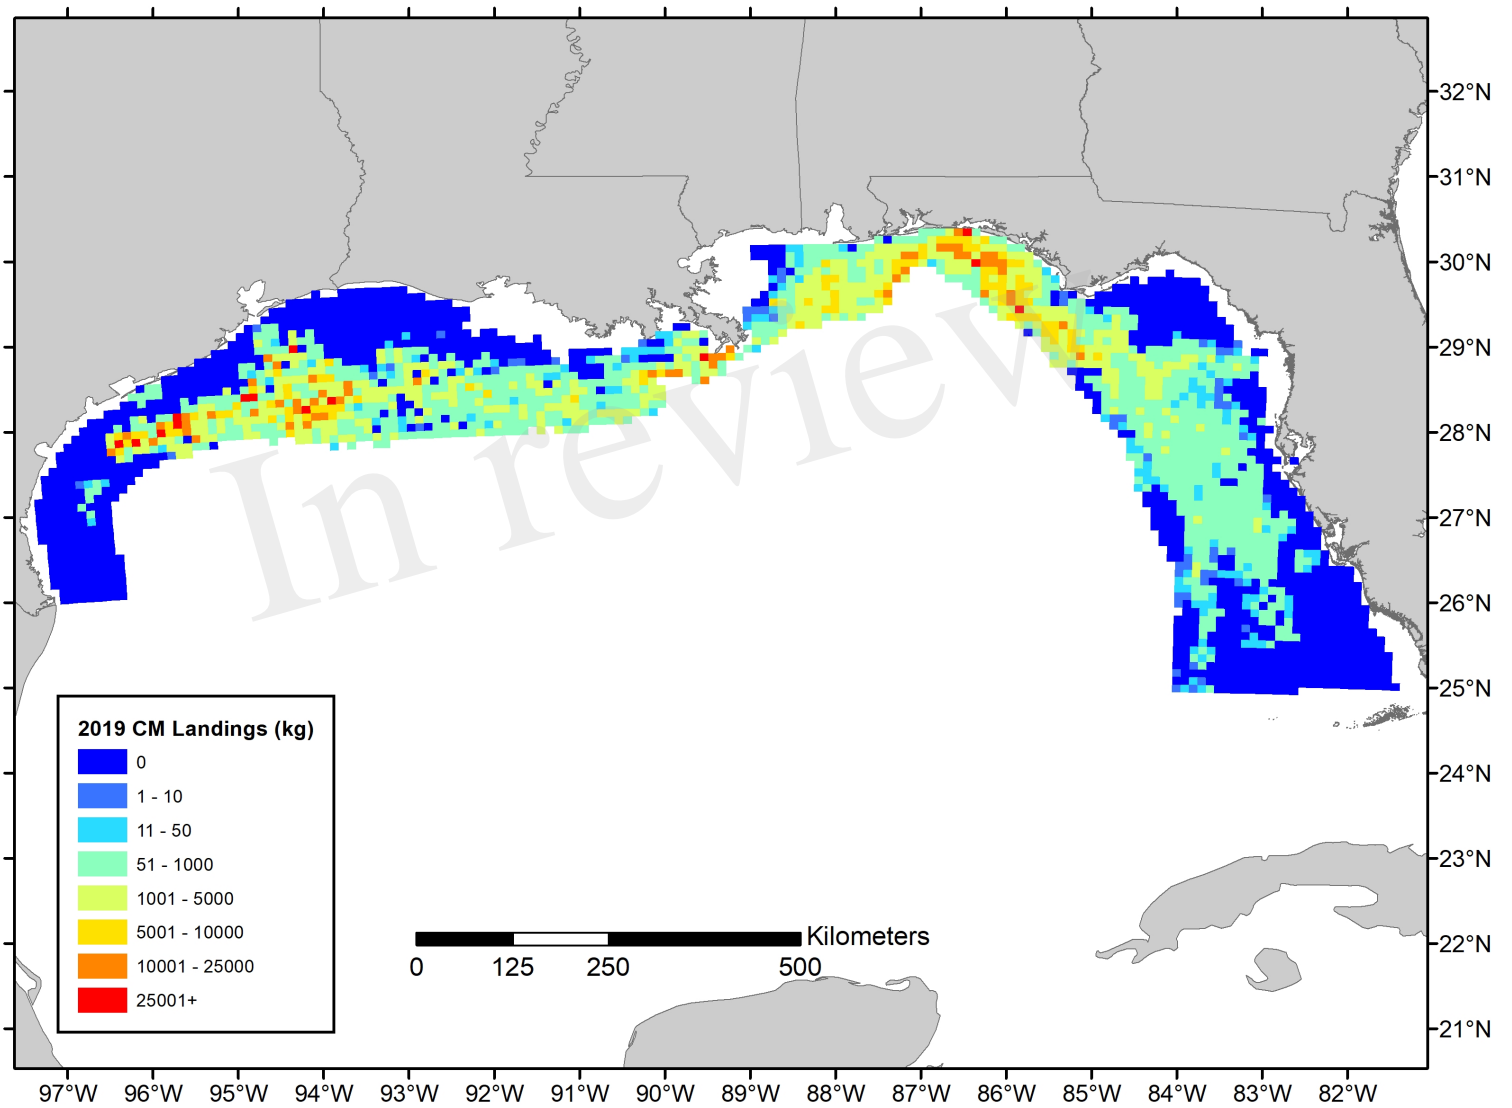 32°N
31°N
30°N
29°N
28°N
27°N
26°N
25°N
24°N
23°N
22°N
21°N
In review
2019 CM Landings (kg)
0
1 - 10
11 - 50
51 - 1000
1001 - 5000
5001 - 10000
10001 - 25000
25001+
Kilometers
0 125 250 500
97°W 96°W 95°W 94°W 93°W 92°W 91°W 90°W 89°W 88°W 87°W 86°W 85°W 84°W 83°W 82°W